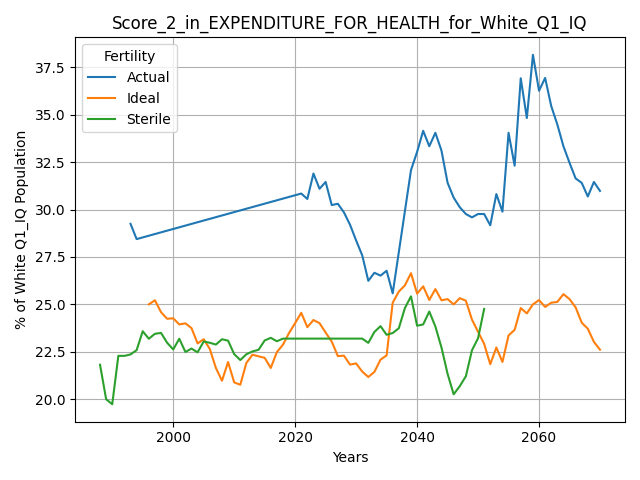 Score_2_in_EXPENDITURE_FOR_HEALTH_for_White_Q1_IQ
Fertility
Actual
Ideal
Sterile
% of White Q1_IQ Population
37.5
35.0
32.5
30.0
27.5
25.0
22.5
20.0
2000
2020
2040
2060
Years